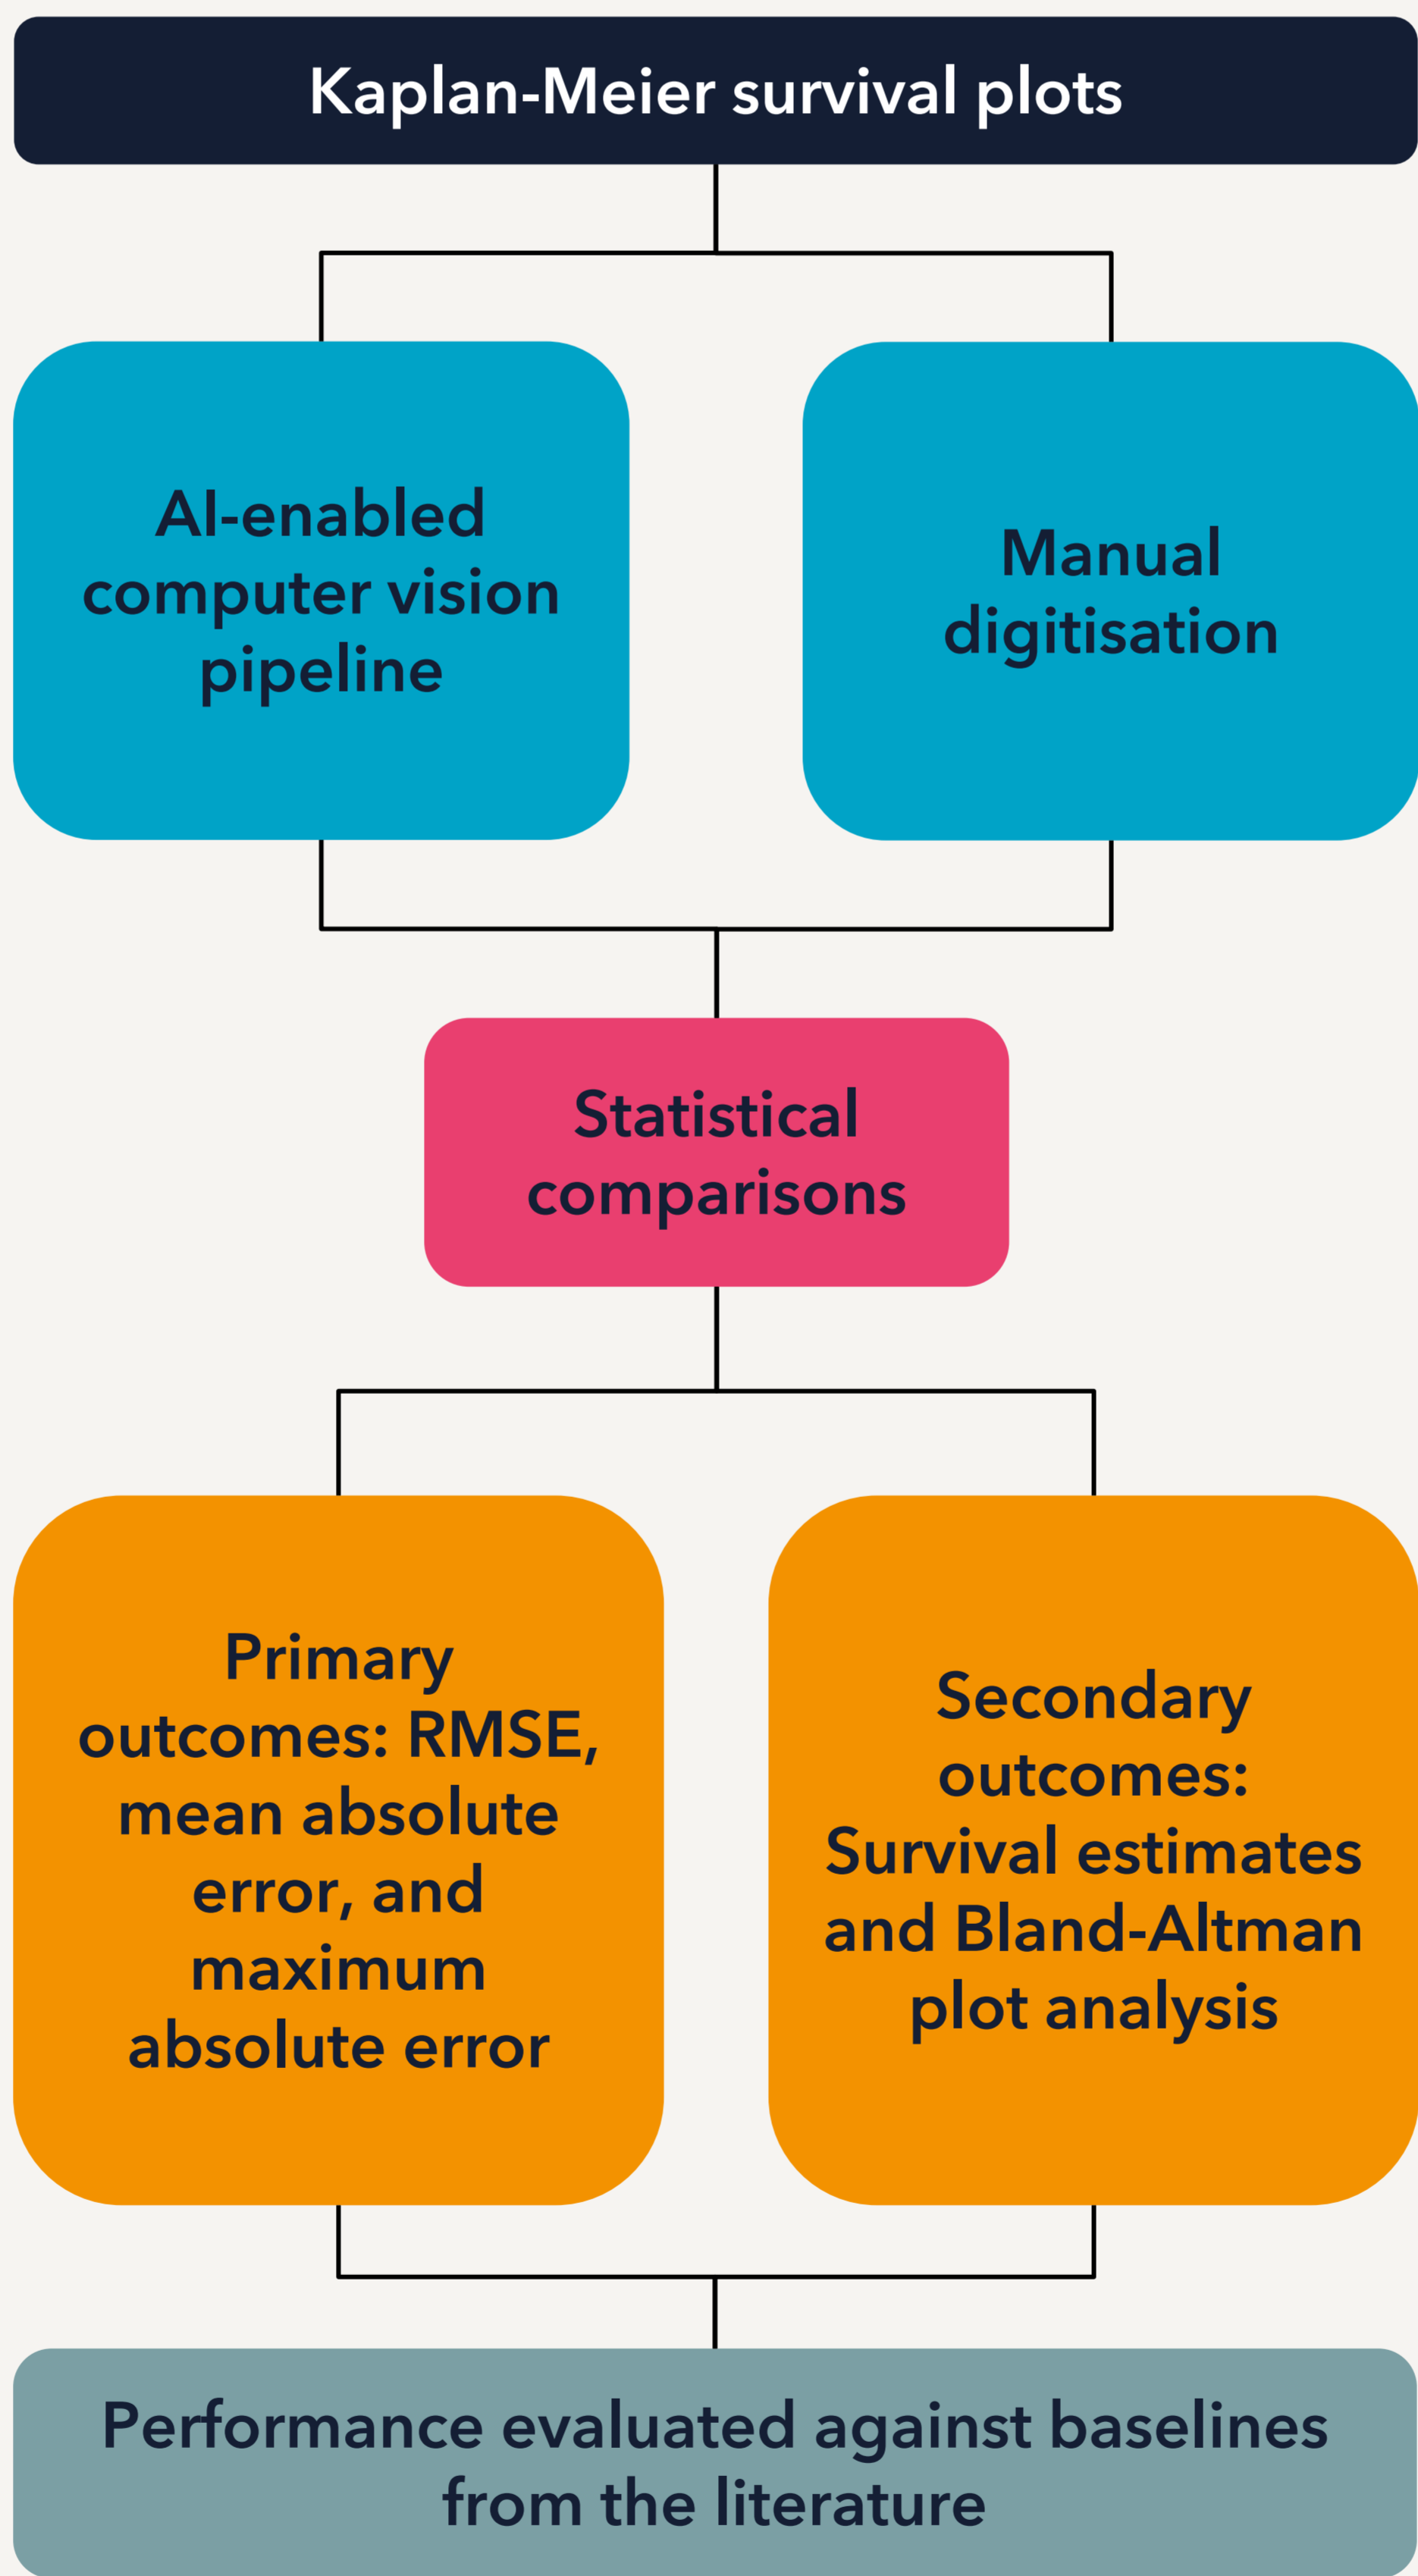 Kaplan-Meier survival plots
AI-enabled
computer vision
pipeline
Manual
digitisation
Statistical
comparisons
Primary
outcomes: RMSE,
mean absolute
error, and
maximum
absolute error
Secondary
outcomes:
Survival estimates
and Bland-Altman
plot analysis
Performance evaluated against baselines
from the literature